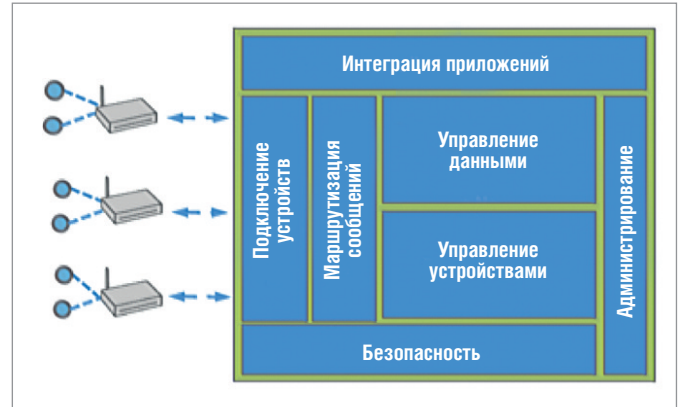 Интеграция приложений
Подключение
устройств
Маршрутизация
сообщений
Управление
данными
Управление
устройствами
Администрирование
Безопасность